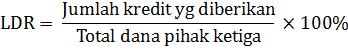 LDR = Jumlah kredit yg diberikan / Total dana pihak ketiga × 100%